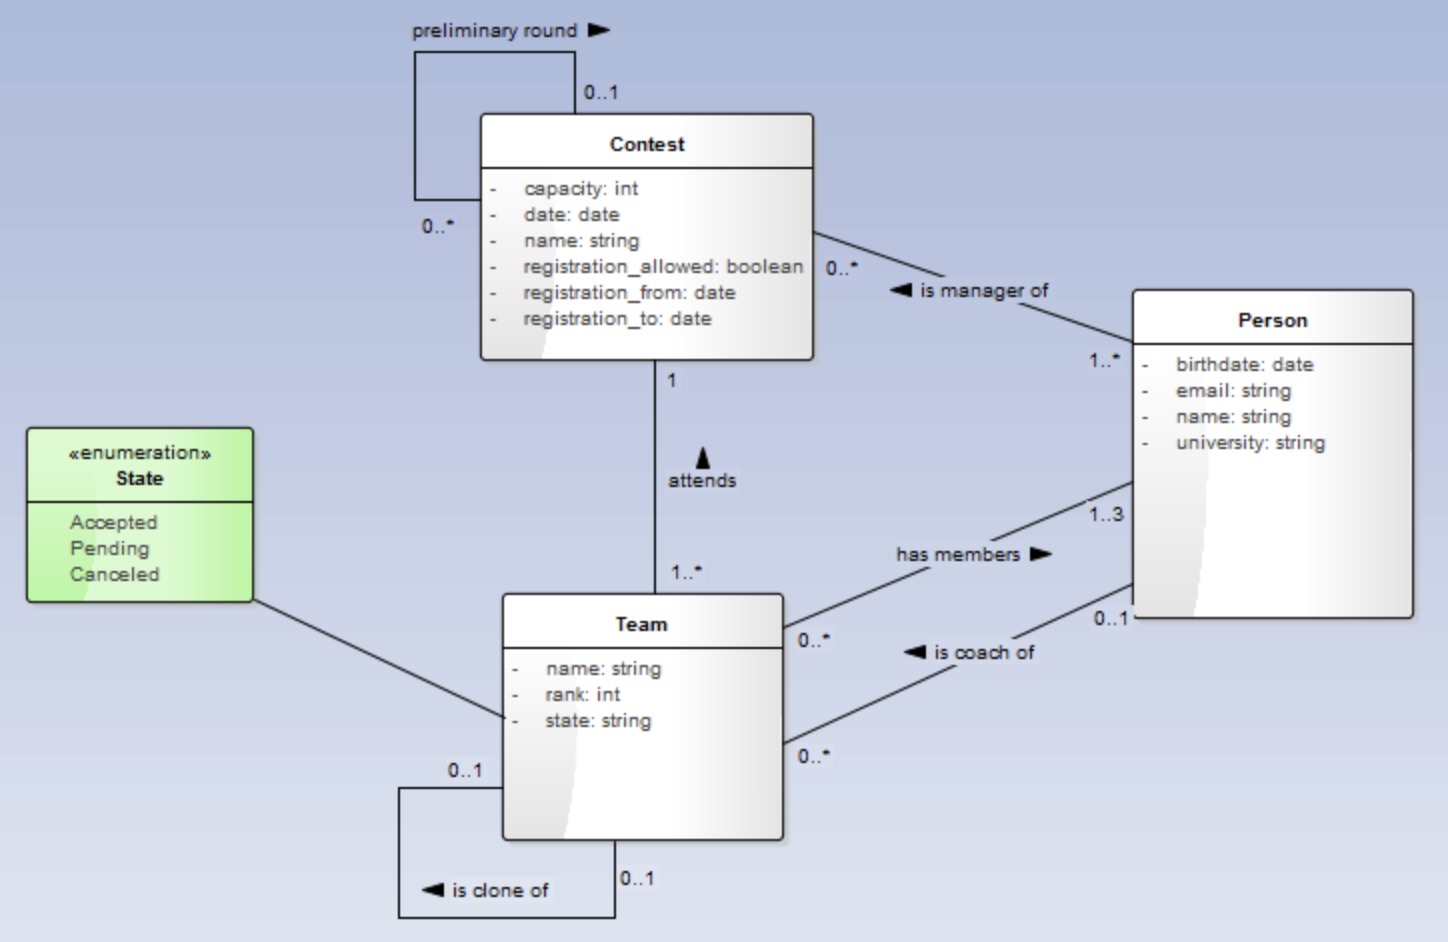 preliminary round
0..1
Contest
- capacity: int
- date: date
- name: string
- registration_allowed: boolean
- registration_from: date
- registration_to: date
0..*
0..*
is manager of
1..*
Person
- birthdate: date
- email: string
- name: string
- university: string
1
attends
1..*
«enumeration»
State
Accepted
Pending
Canceled
1..3
has members
0..*
0..1
is coach of
0..*
Team
- name: string
- rank: int
- state: string
0..1
is clone of
0..1